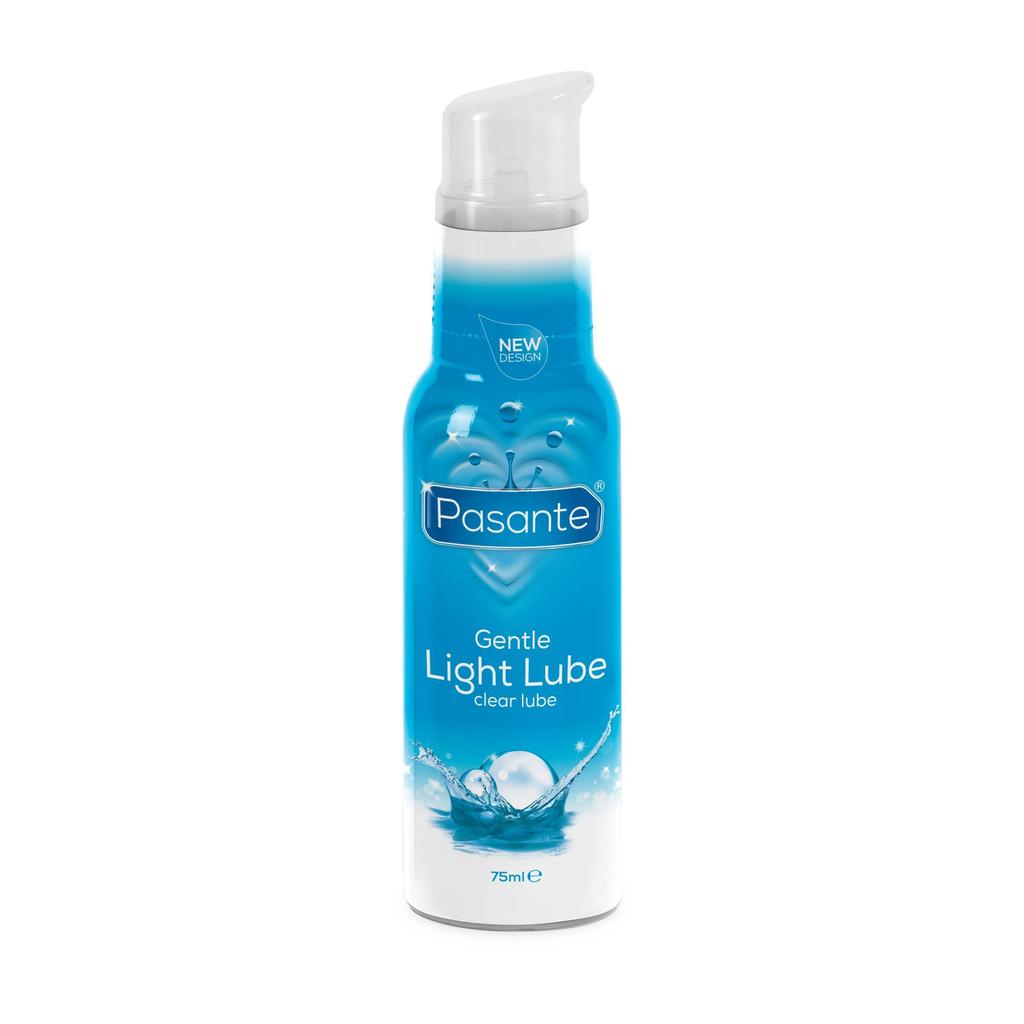 NEW
DESIGN
Pasante®
Gentle
Light Lube
clear lube
75ml ℮